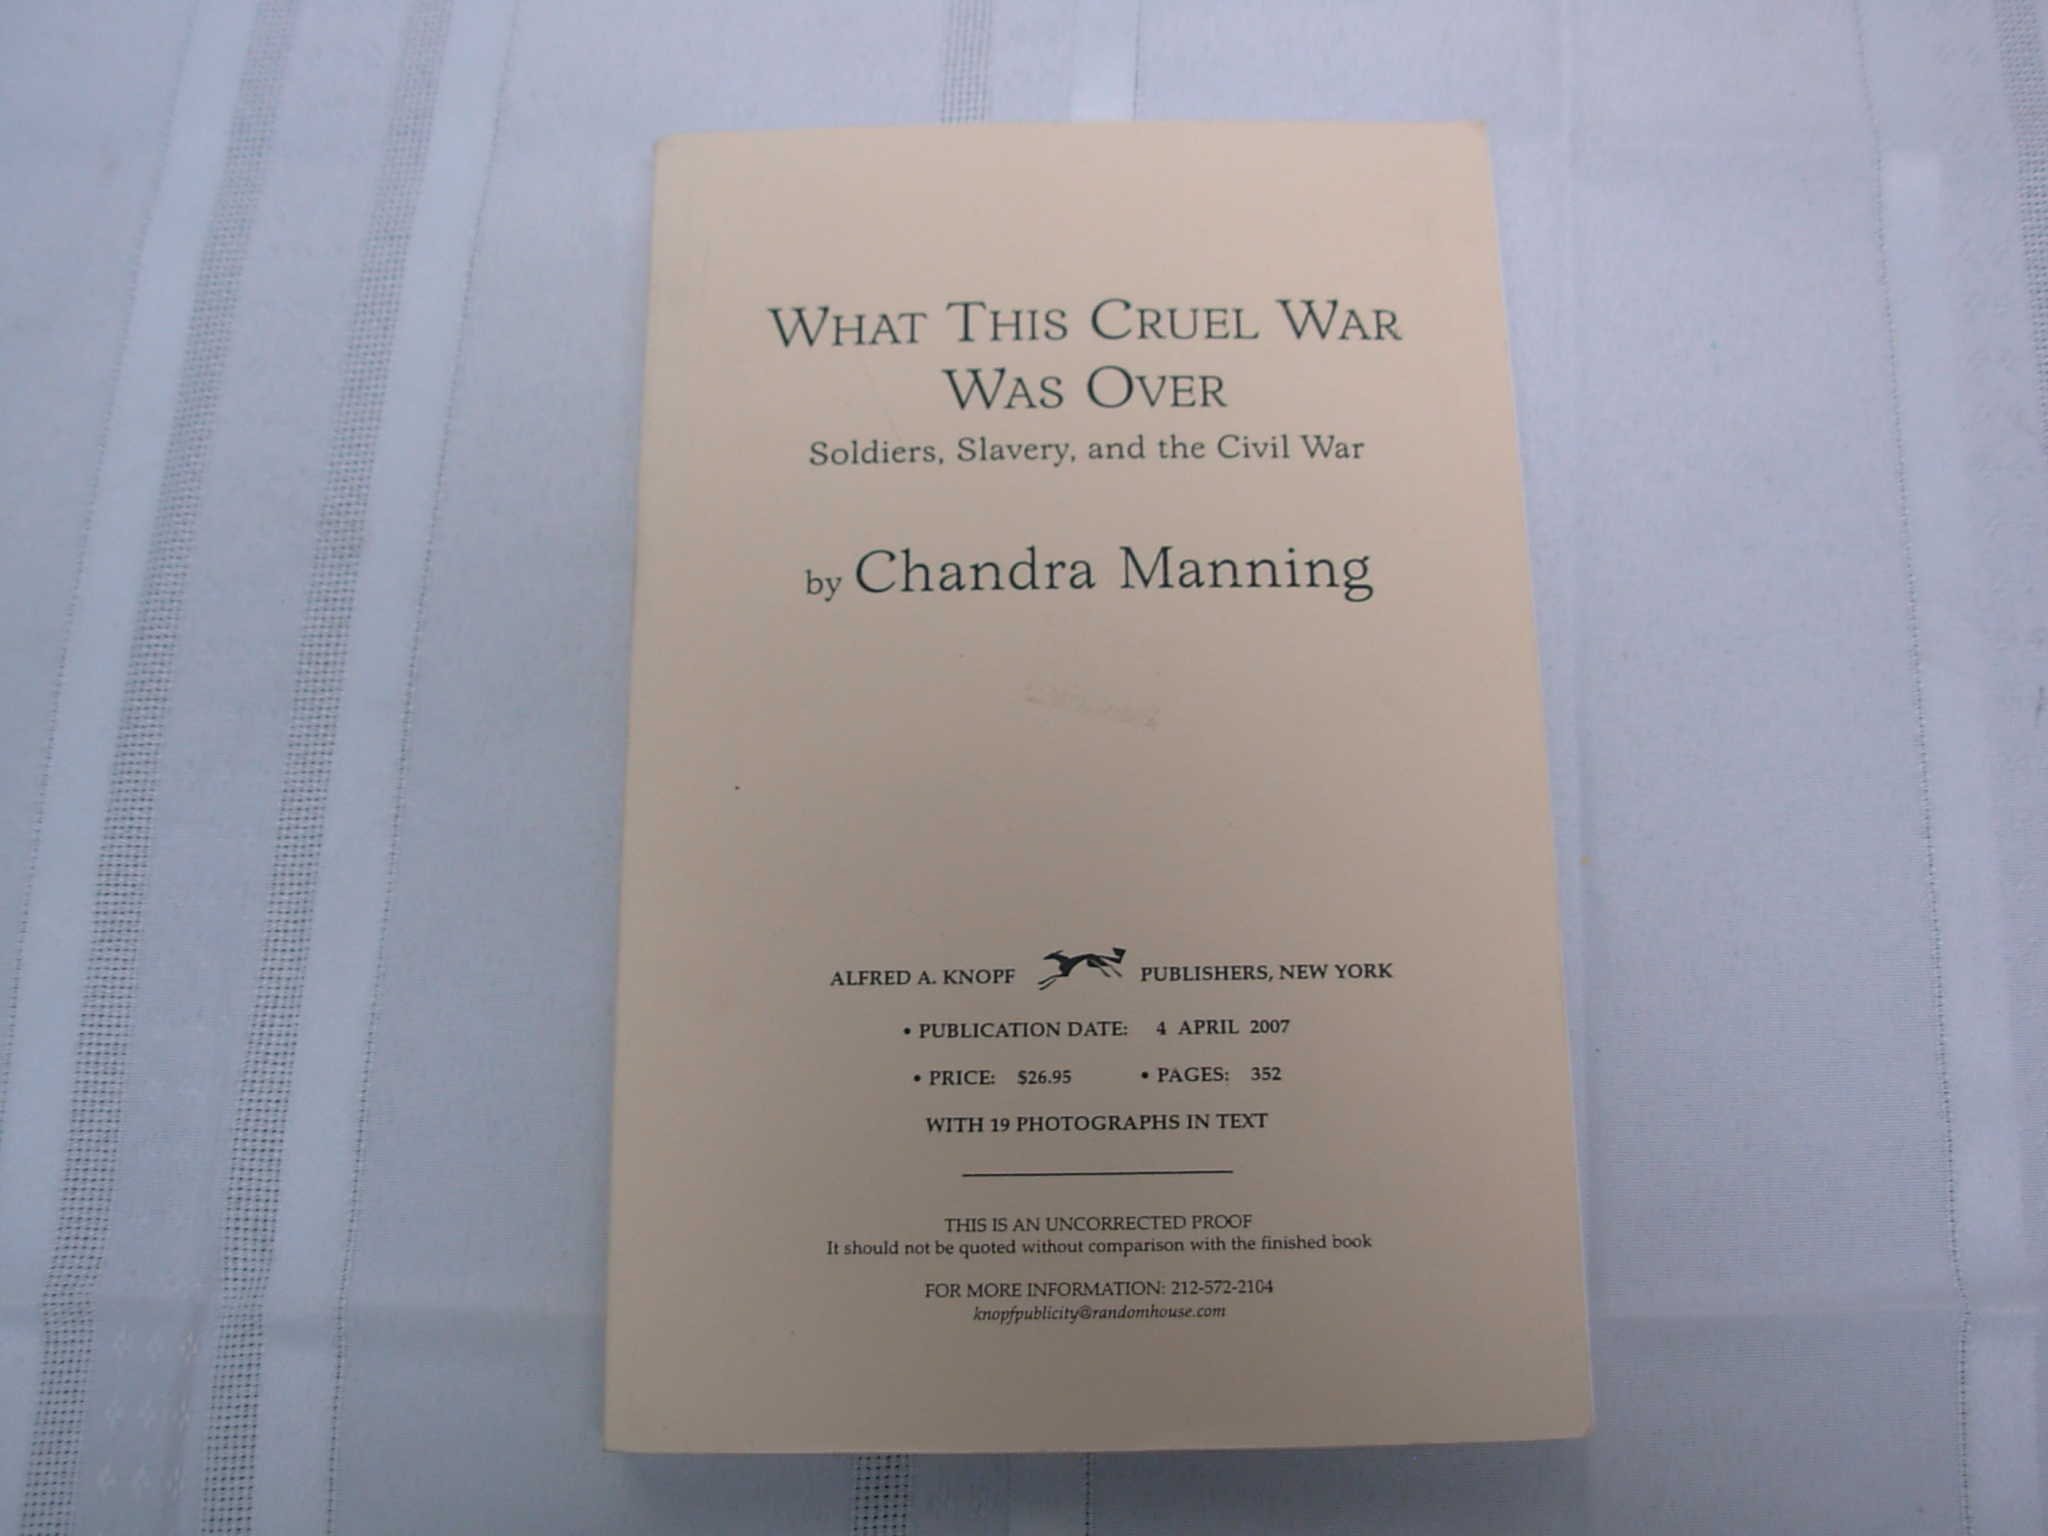 WHAT THIS CRUEL WAR
WAS OVER
Soldiers, Slavery, and the Civil War
by Chandra Manning
ALFRED A. KNOPF PUBLISHERS, NEW YORK
• PUBLICATION DATE: 4 APRIL 2007
• PRICE: $26.95 • PAGES: 352
WITH 19 PHOTOGRAPHS IN TEXT
THIS IS AN UNCORRECTED PROOF
It should not be quoted without comparison with the finished book
FOR MORE INFORMATION: 212-572-2104
knopfpublicity@randomhouse.com